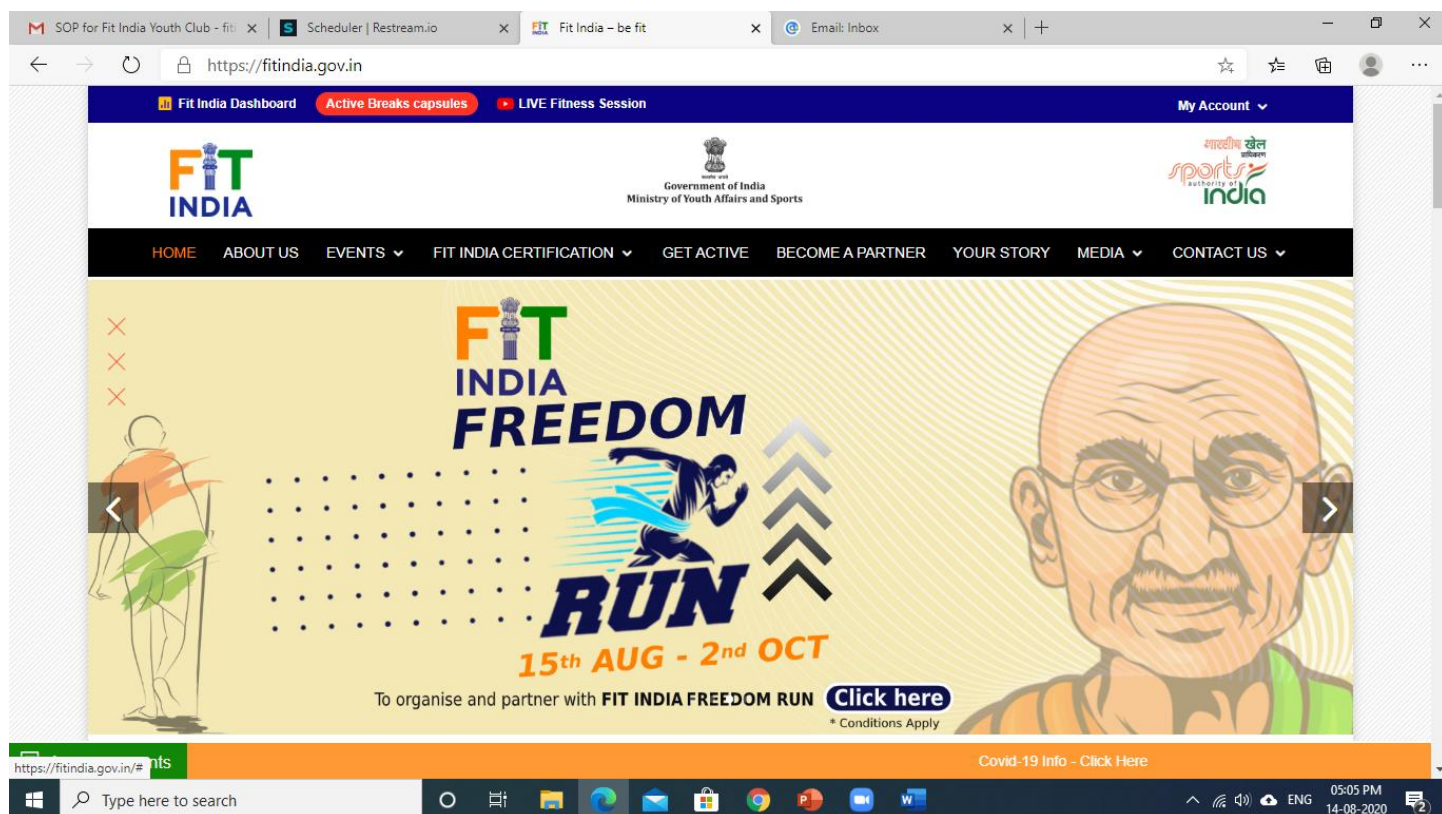 SOP for Fit India Youth Club - fit
Scheduler | Restream.io
Fit India – be fit
Email: Inbox
https://fitindia.gov.in
Fit India Dashboard
Active Breaks capsules
LIVE Fitness Session
My Account
FIT
INDIA
Government of India
Ministry of Youth Affairs and Sports
भारतीय खेल
प्राधिकरण
sports
authority of
india
HOME ABOUT US EVENTS FIT INDIA CERTIFICATION GET ACTIVE BECOME A PARTNER YOUR STORY MEDIA CONTACT US
FIT
INDIA
FREEDOM
RUN
15th AUG - 2nd OCT
To organise and partner with FIT INDIA FREEDOM RUN Click here
* Conditions Apply
nts
Covid-19 Info - Click Here
https://fitindia.gov.in/#
Type here to search
ENG
05:05 PM
14-08-2020
2